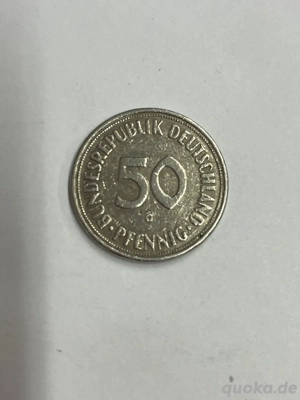 BUNDESREPUBLIK DEUTSCHLAND
50
G
· PFENNIG ·
quoka.de